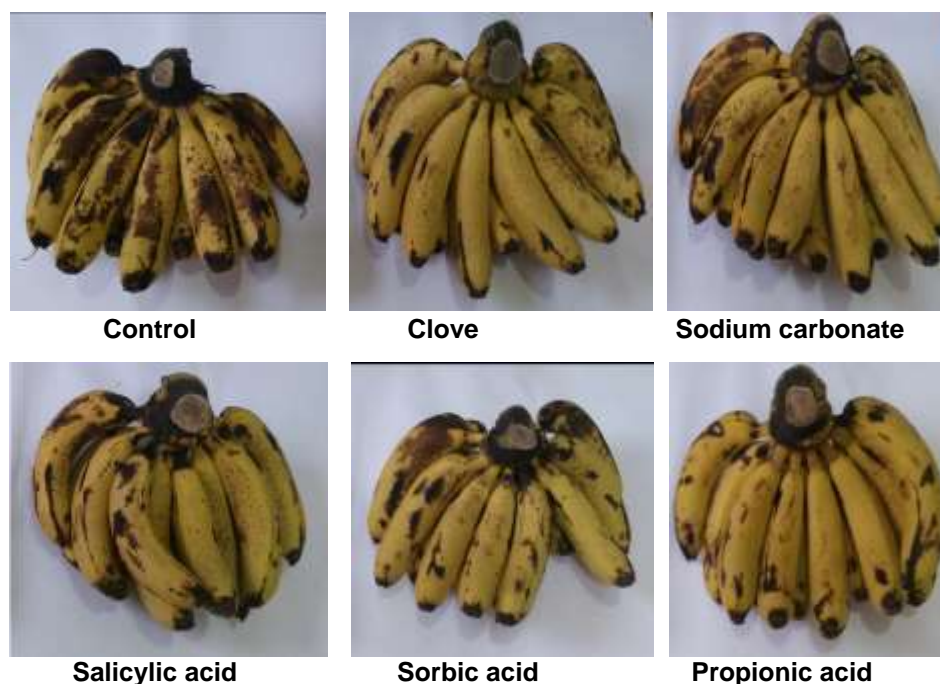 Control
Clove
Sodium carbonate
Salicylic acid
Sorbic acid
Propionic acid